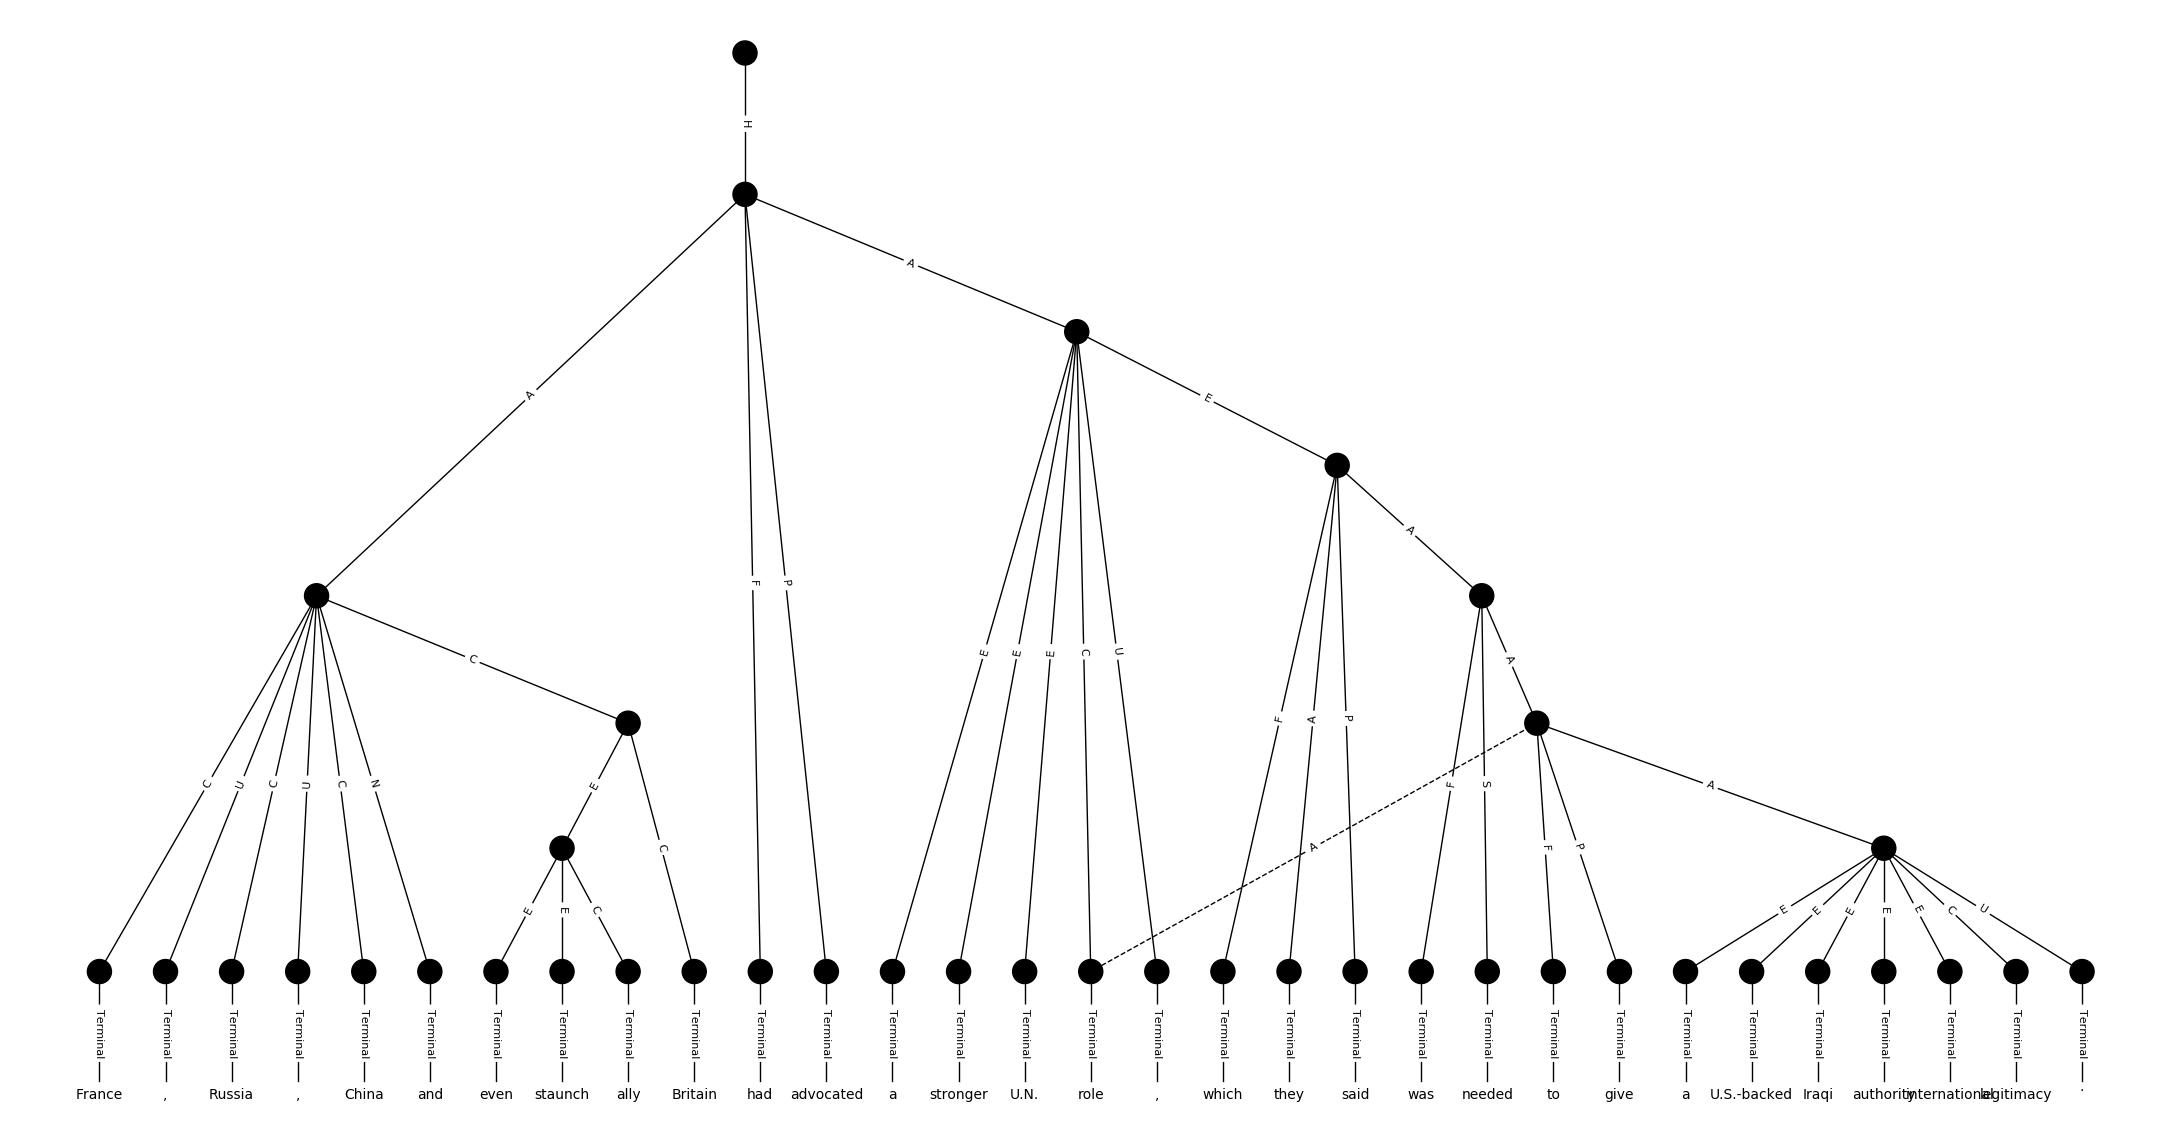 H
A
A
E
A
F
P
A
C
E
E
E
C
U
F
A
P
A
C
U
C
U
C
N
E
C
F
S
A
F
P
A
E
E
C
E
E
E
E
E
C
U
Terminal Terminal Terminal Terminal Terminal Terminal Terminal Terminal Terminal Terminal Terminal Terminal Terminal Terminal Terminal Terminal Terminal Terminal Terminal Terminal Terminal Terminal Terminal Terminal Terminal Terminal Terminal Terminal Terminal Terminal Terminal
France , Russia , China and even staunch ally Britain had advocated a stronger U.N. role , which they said was needed to give a U.S.-backed Iraqi authority international legitimacy .